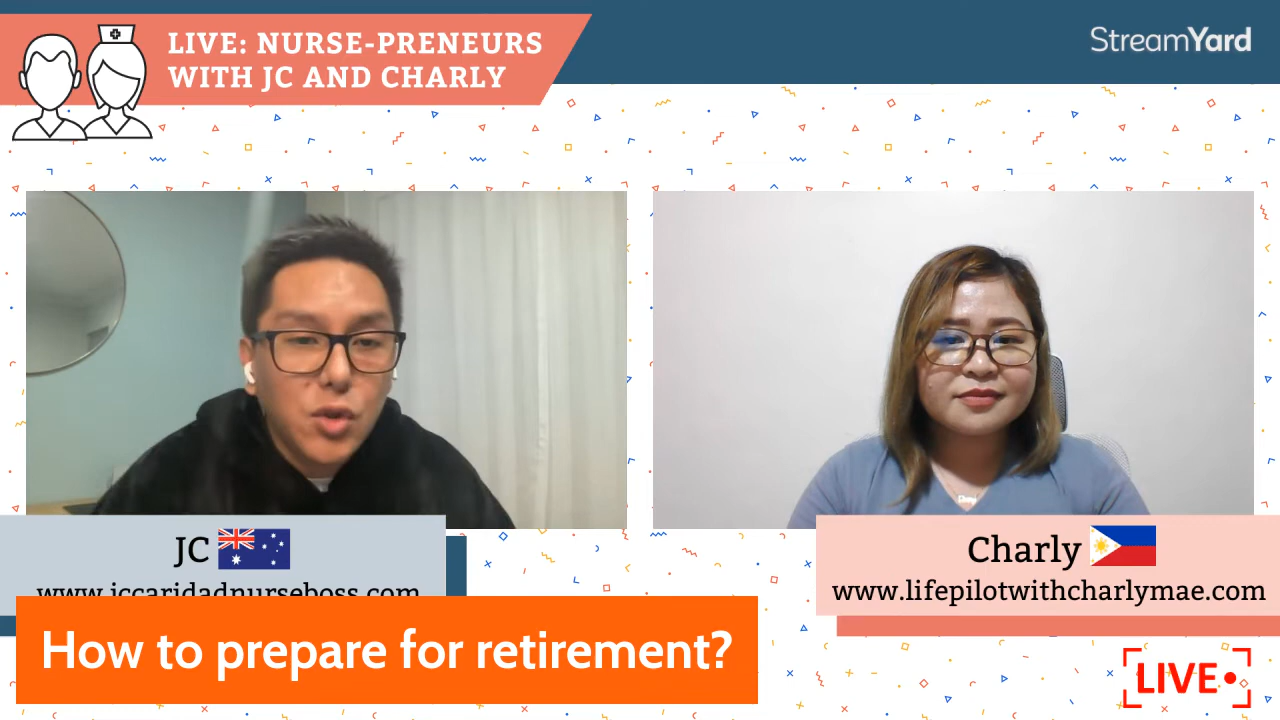 LIVE: NURSE-PRENEURS
WITH JC AND CHARLY
StreamYard
JC
www.jccaridadnurseboss.com
Charly
www.lifepilotwithcharlymae.com
How to prepare for retirement?
LIVE